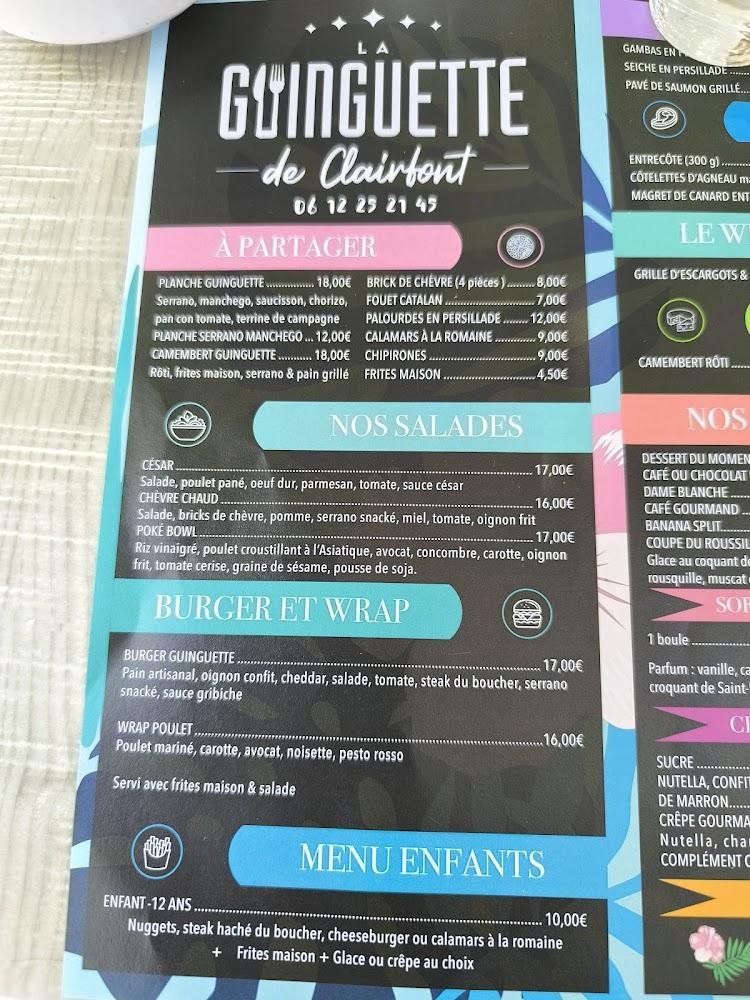 LA
GUINGUETTE
de Clairfont
06 12 25 21 45
À PARTAGER
PLANCHE GUINGUETTE .............. 18,00€
Serrano, manchego, saucisson, chorizo,
pan con tomate, terrine de campagne
PLANCHE SERRANO MANCHEGO ... 12,00€
CAMEMBERT GUINGUETTE .......... 18,00€
Rôti, frites maison, serrano & pain grillé
BRICK DE CHÈVRE (4 pièces ) ........ 8,00€
FOUET CATALAN ........................ 7,00€
PALOURDES EN PERSILLADE ....... 12,00€
CALAMARS À LA ROMAINE ............ 9,00€
CHIPIRONES ............................... 9,00€
FRITES MAISON ........................... 4,50€
NOS SALADES
CÉSAR ........................................ 17,00€
Salade, poulet pané, oeuf dur, parmesan, tomate, sauce césar
CHÈVRE CHAUD ........................................ 16,00€
Salade, bricks de chèvre, pomme, serrano snacké, miel, tomate, oignon frit
POKÉ BOWL ........................................ 17,00€
Riz vinaigré, poulet croustillant à l'Asiatique, avocat, concombre, carotte, oignon
frit, tomate cerise, graine de sésame, pousse de soja.
BURGER ET WRAP
BURGER GUINGUETTE ........................................ 17,00€
Pain artisanal, oignon confit, cheddar, salade, tomate, steak du boucher, serrano
snacké, sauce gribiche
WRAP POULET ........................................ 16,00€
Poulet mariné, carotte, avocat, noisette, pesto rosso
Servi avec frites maison & salade
MENU ENFANTS
ENFANT -12 ANS ........................................ 10,00€
Nuggets, steak haché du boucher, cheeseburger ou calamars à la romaine
+ Frites maison + Glace ou crêpe au choix
GAMBAS EN
SEICHE EN PERSILLADE .....
PAVÉ DE SAUMON GRILLÉ...
ENTRECÔTE (300 g) .......
CÔTELETTES D'AGNEAU
MAGRET DE CANARD
LE
GRILLE D'ESCARGOTS &
CAMEMBERT RÔTI ....
NOS
DESSERT DU
CAFÉ OU CHOCOLAT
DAME BLANCHE .....
CAFÉ GOURMAND ...
BANANA SPLIT.......
COUPE DU
Glace au coquant
rousquille, muscat
1 boule ............
Parfum : vanille,
croquant de
SUCRE ............
NUTELLA,
DE MARRON......
CRÊPE
Nutella,
COMPLÉMENT